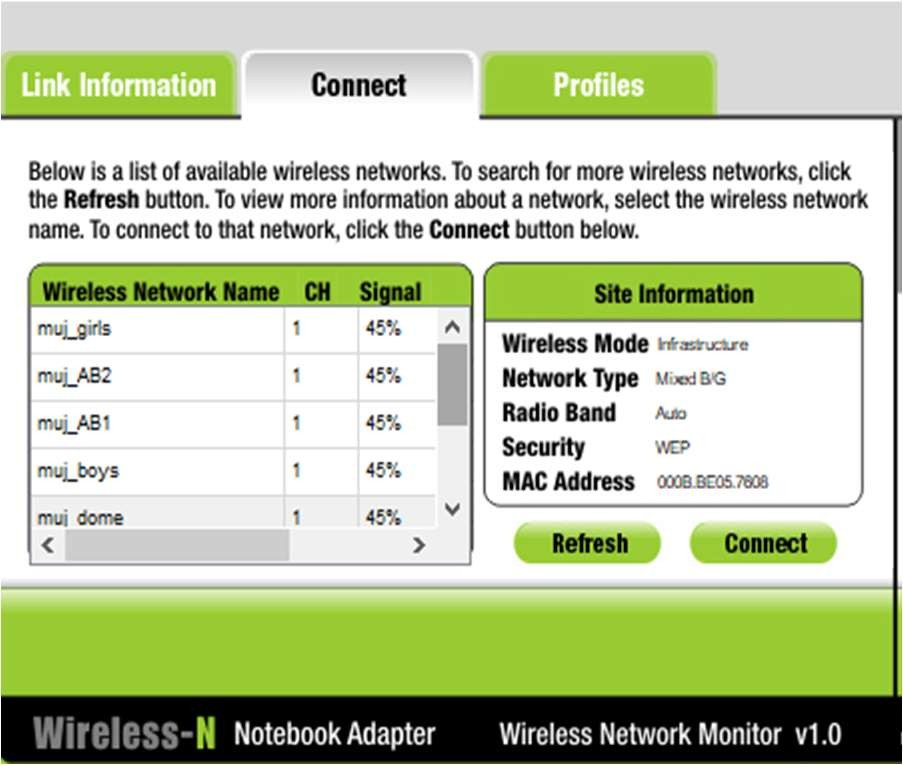 Link Information Connect Profiles
Below is a list of available wireless networks. To search for more wireless networks, click
the Refresh button. To view more information about a network, select the wireless network
name. To connect to that network, click the Connect button below.
Wireless Network Name CH Signal
muj_girls 1 45%
muj_AB2 1 45%
muj_AB1 1 45%
muj_boys 1 45%
muj_dome 1 45%
Site Information
Wireless Mode Infrastructure
Network Type Mixed B/G
Radio Band Auto
Security WEP
MAC Address 000B.BE05.7608
Refresh Connect
Wireless-N Notebook Adapter Wireless Network Monitor v1.0